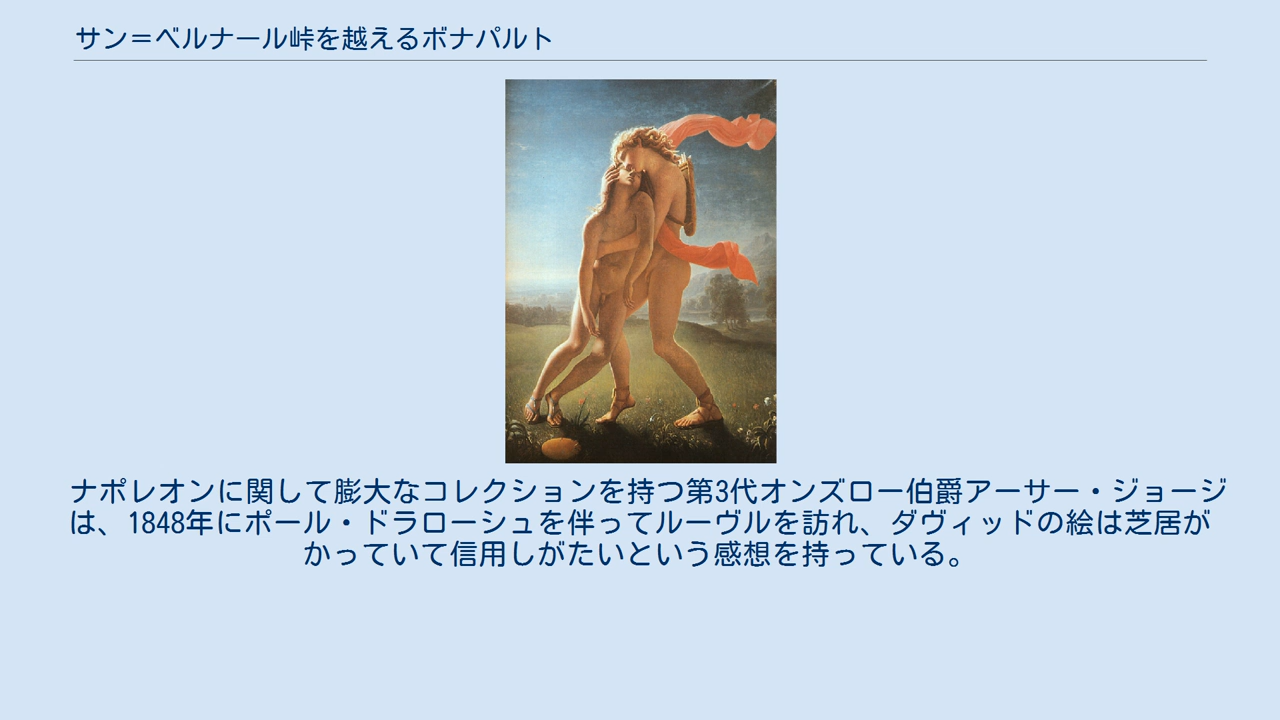 サン＝ベルナール峠を越えるボナパルト
ナポレオンに関して膨大なコレクションを持つ第3代オンズロー伯爵アーサー・ジョージ
は、1848年にポール・ドラローシュを伴ってルーヴルを訪れ、ダヴィッドの絵は芝居が
かっていて信用しがたいという感想を持っている。